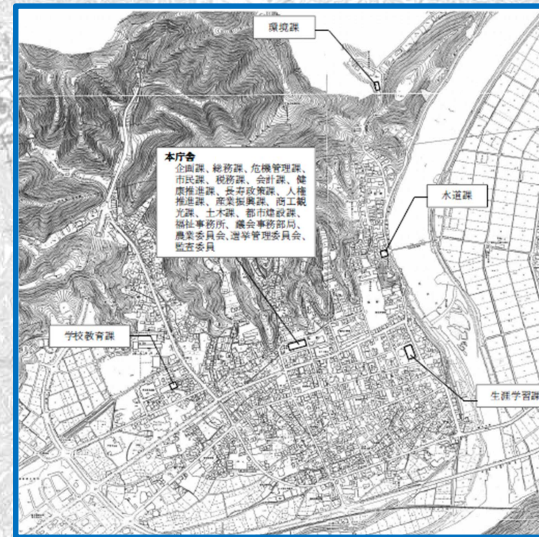 環境課
本庁舎
企画課、総務課、危機管理課、
市民課、税務課、会計課、健
康推進課、長寿政策課、人権
推進課、産業振興課、商工観
光課、土木課、都市建設課、
福祉事務所、議会事務部局、
農業委員会、選挙管理委員会、
監査委員
水道課
学校教育課
生涯学習課